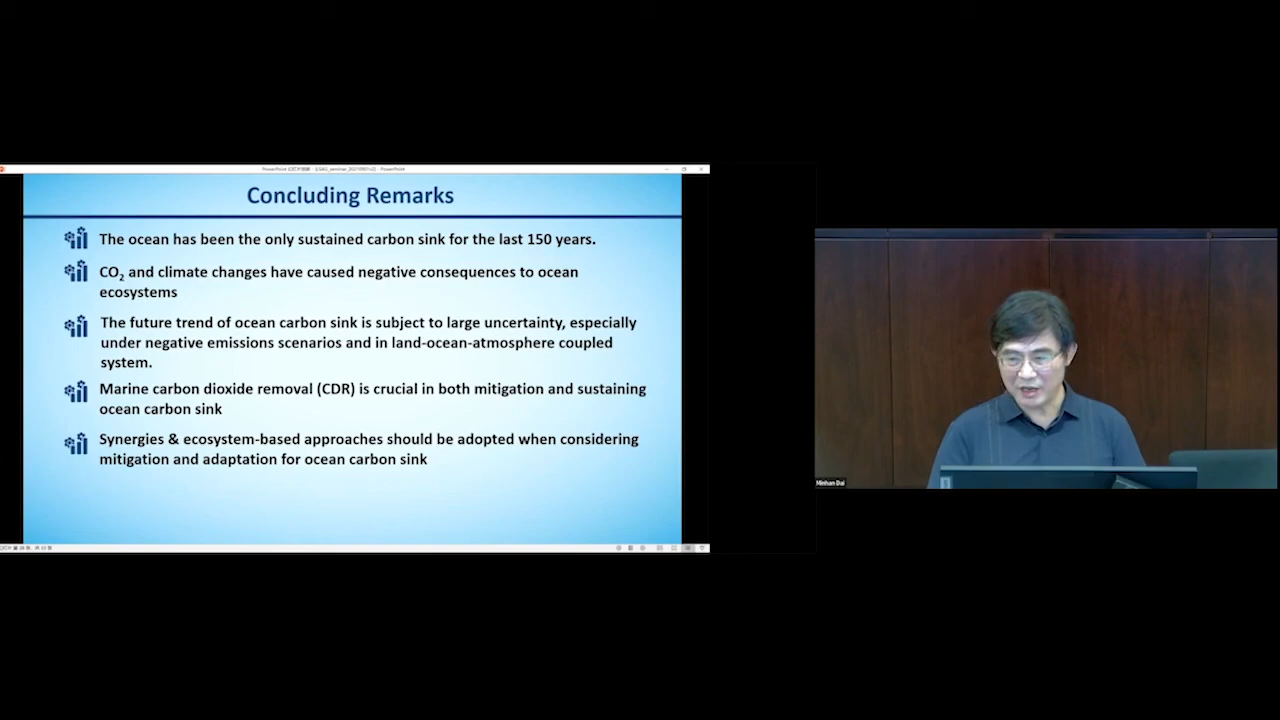 Concluding Remarks
The ocean has been the only sustained carbon sink for the last 150 years.
CO₂ and climate changes have caused negative consequences to ocean
ecosystems
The future trend of ocean carbon sink is subject to large uncertainty, especially
under negative emissions scenarios and in land-ocean-atmosphere coupled
system.
Marine carbon dioxide removal (CDR) is crucial in both mitigation and sustaining
ocean carbon sink
Synergies & ecosystem-based approaches should be adopted when considering
mitigation and adaptation for ocean carbon sink
Minhan Dai